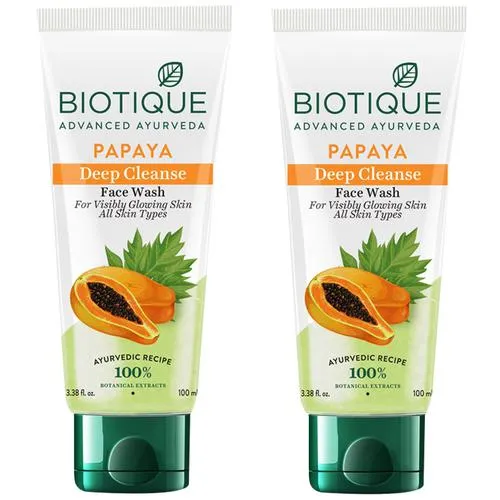 BIOTIQUE
ADVANCED AYURVEDA
PAPAYA
Deep Cleanse
Face Wash
For Visibly Glowing Skin
All Skin Types
AYURVEDIC RECIPE
100%
BOTANICAL EXTRACTS
3.38 fl. oz. 100 ml
BIOTIQUE
ADVANCED AYURVEDA
PAPAYA
Deep Cleanse
Face Wash
For Visibly Glowing Skin
All Skin Types
AYURVEDIC RECIPE
100%
BOTANICAL EXTRACTS
3.38 fl. oz. 100 ml